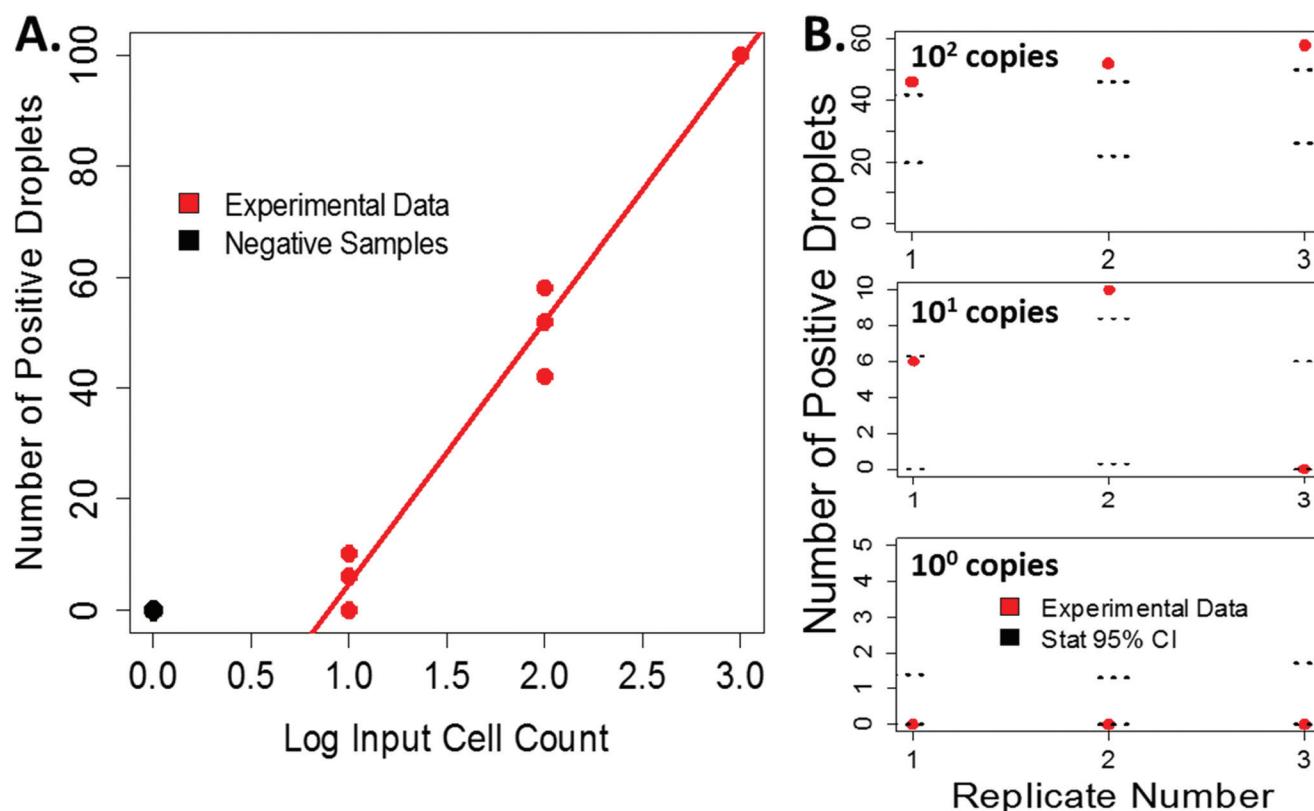 A.
Number of Positive Droplets
100
80
60
40
20
0
Experimental Data
Negative Samples
0.0 0.5 1.0 1.5 2.0 2.5 3.0
Log Input Cell Count
B.
Number of Positive Droplets
10² copies
60
40
20
0
1 2 3
10¹ copies
10
8
6
4
2
0
1 2 3
10⁰ copies
5
4
3
2
1
0
Experimental Data
Stat 95% CI
1 2 3
Replicate Number